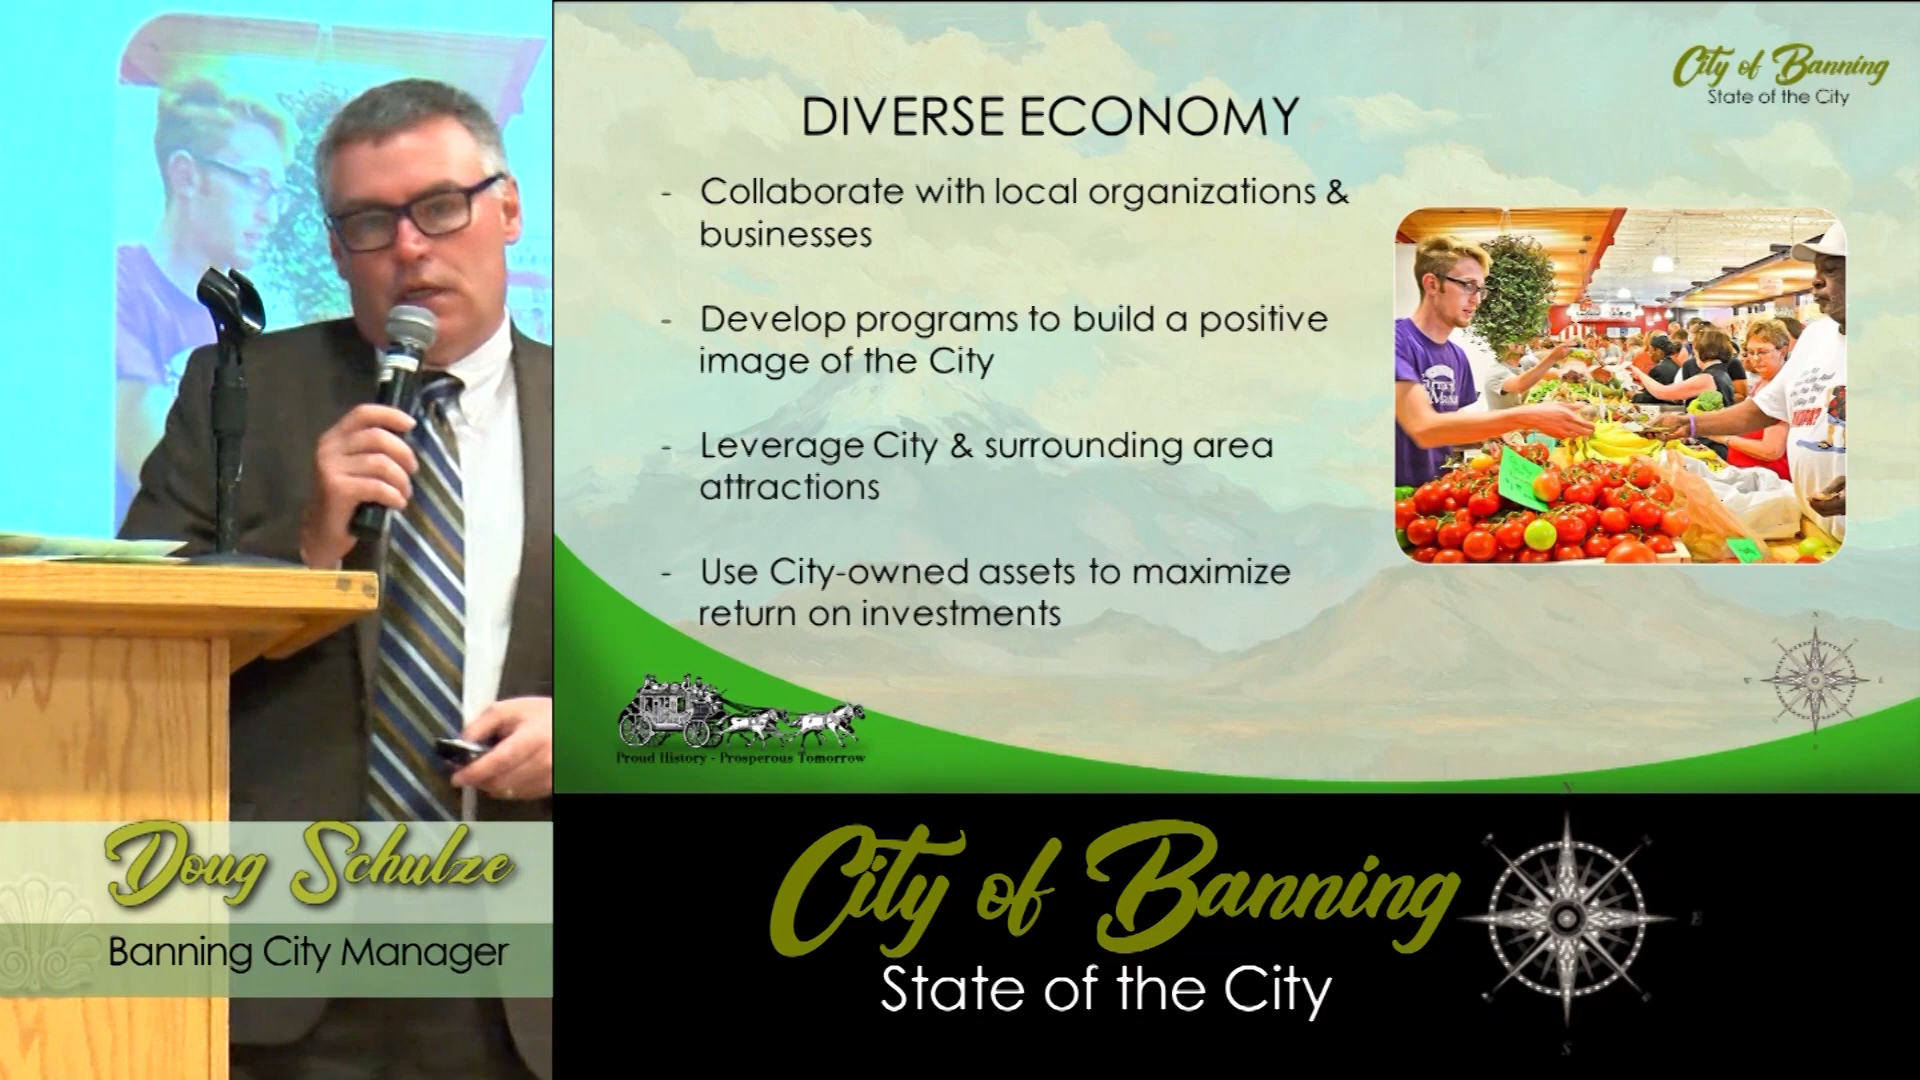 City of Banning
State of the City
DIVERSE ECONOMY
- Collaborate with local organizations &
businesses
- Develop programs to build a positive
image of the City
- Leverage City & surrounding area
attractions
- Use City-owned assets to maximize
return on investments
Proud History - Prosperous Tomorrow
Doug Schulze
Banning City Manager
City of Banning
State of the City
E
S